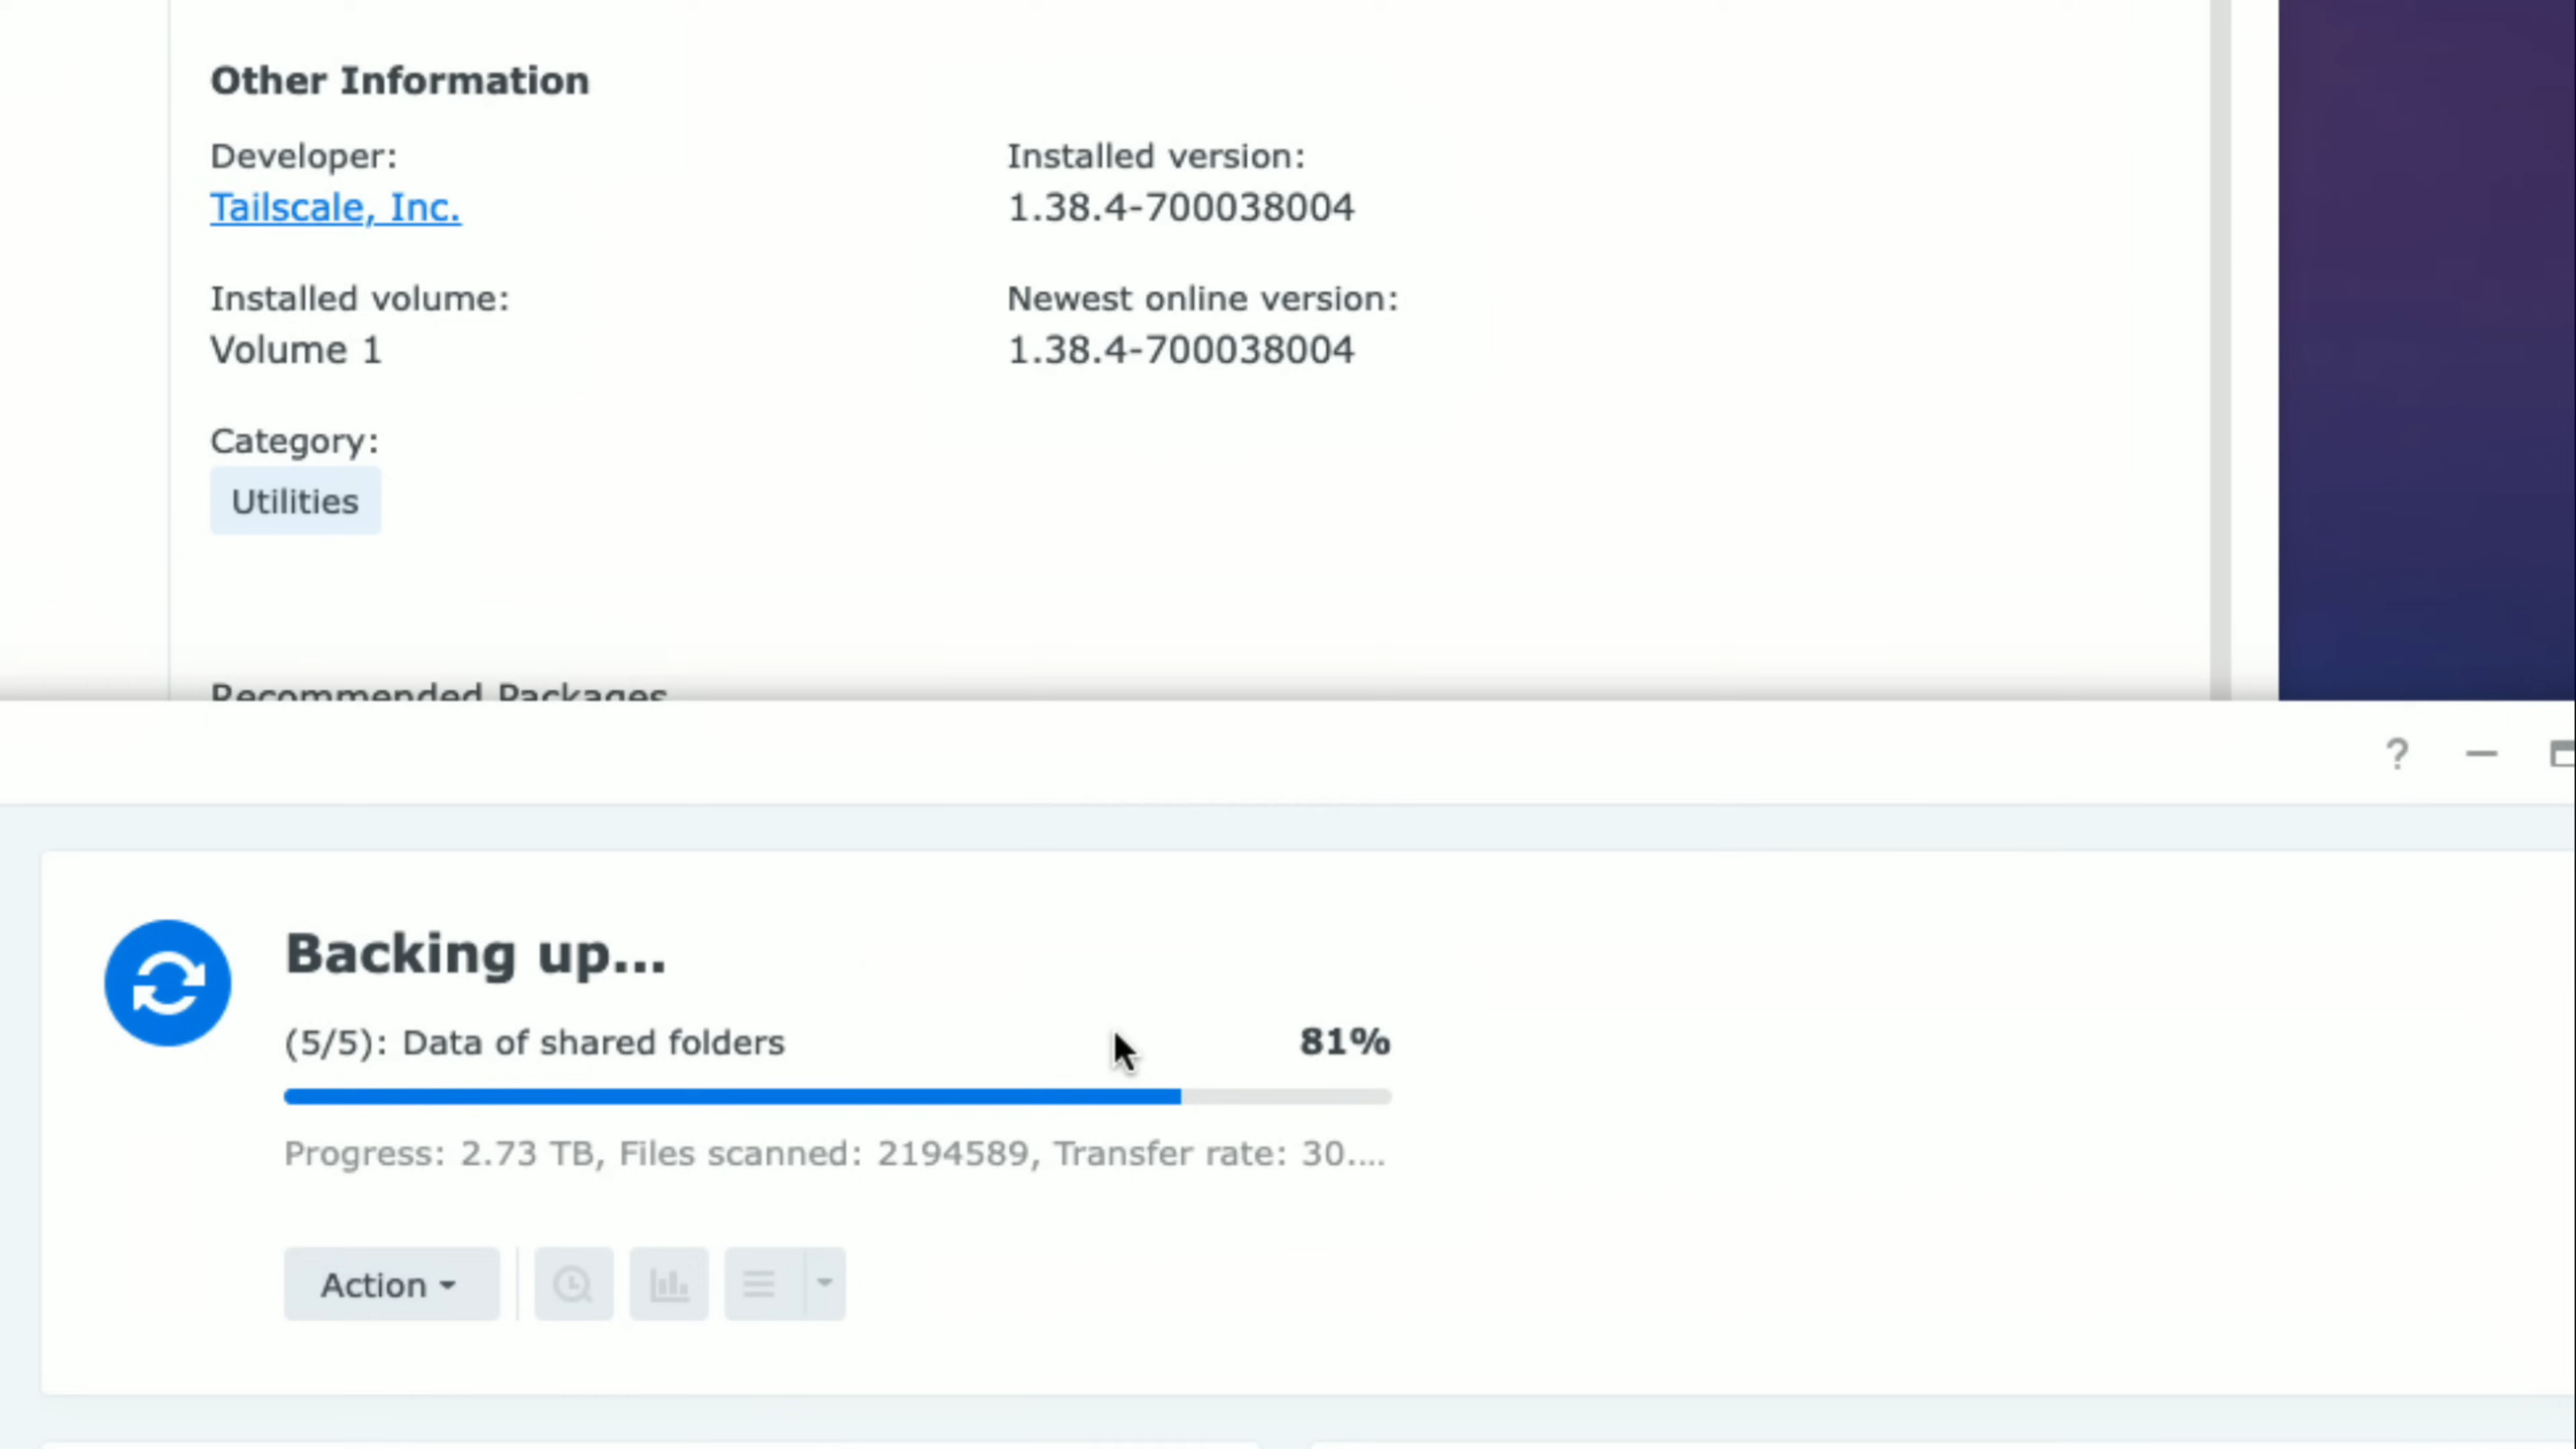 Other Information
Developer:
Installed version:
Tailscale, Inc.
1.38.4-700038004
Installed volume:
Newest online version:
Volume 1
1.38.4-700038004
Category:
Utilities
Recommended Packages
?
Backing up...
(5/5): Data of shared folders
81%
Progress: 2.73 TB, Files scanned: 2194589, Transfer rate: 30....
Action